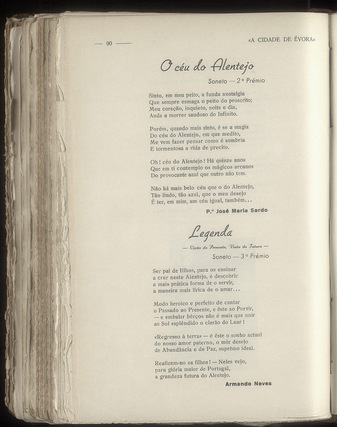 — 90 —
«A CIDADE DE ÉVORA»
O céu do Alentejo
Soneto — 2.º Prémio
Sinto, em meu peito, a funda nostalgia
Que sempre esmaga o peito do proscrito;
Meu coração, inquieto, noite e dia,
Anda a morrer saudoso do Infinito.
Porém, quando mais sinto, é se a magia
Do céu do Alentejo, em que medito,
Me vem fazer pensar como é sombria
E tormentosa a vida de precito.
Oh! céu do Alentejo! Há quinze anos
Que em ti contemplo os mágicos arcanos
Do provocante azul que outro não tem.
Não há mais belo céu que o do Alentejo,
Tão lindo, tão azul, que o meu desejo
É ter, em mim, um céu igual, também...
P.e José Maria Sardo
Legenda
— Visão do Presente, Visão do Futuro —
Soneto — 3.º Prémio
Ser pai de filhos, para os ensinar
a crer neste Alentejo, é descobrir
a mais prática forma de o servir,
a maneira mais lírica de o amar...
Modo heróico e perfeito de cantar
o Passado ao Presente, e este ao Porvir,
— e embalar berços não é mais que unir
ao Sol esplêndido o clarão do Luar!
«Regresso à terra» — é este o sonho actual
do nosso amor paterno, o mór desejo
de Abundância e da Paz, supremo ideal.
Realizem-no os filhos! — Neles vejo,
para glória maior de Portugal,
a grandeza futura do Alentejo.
Armando Neves